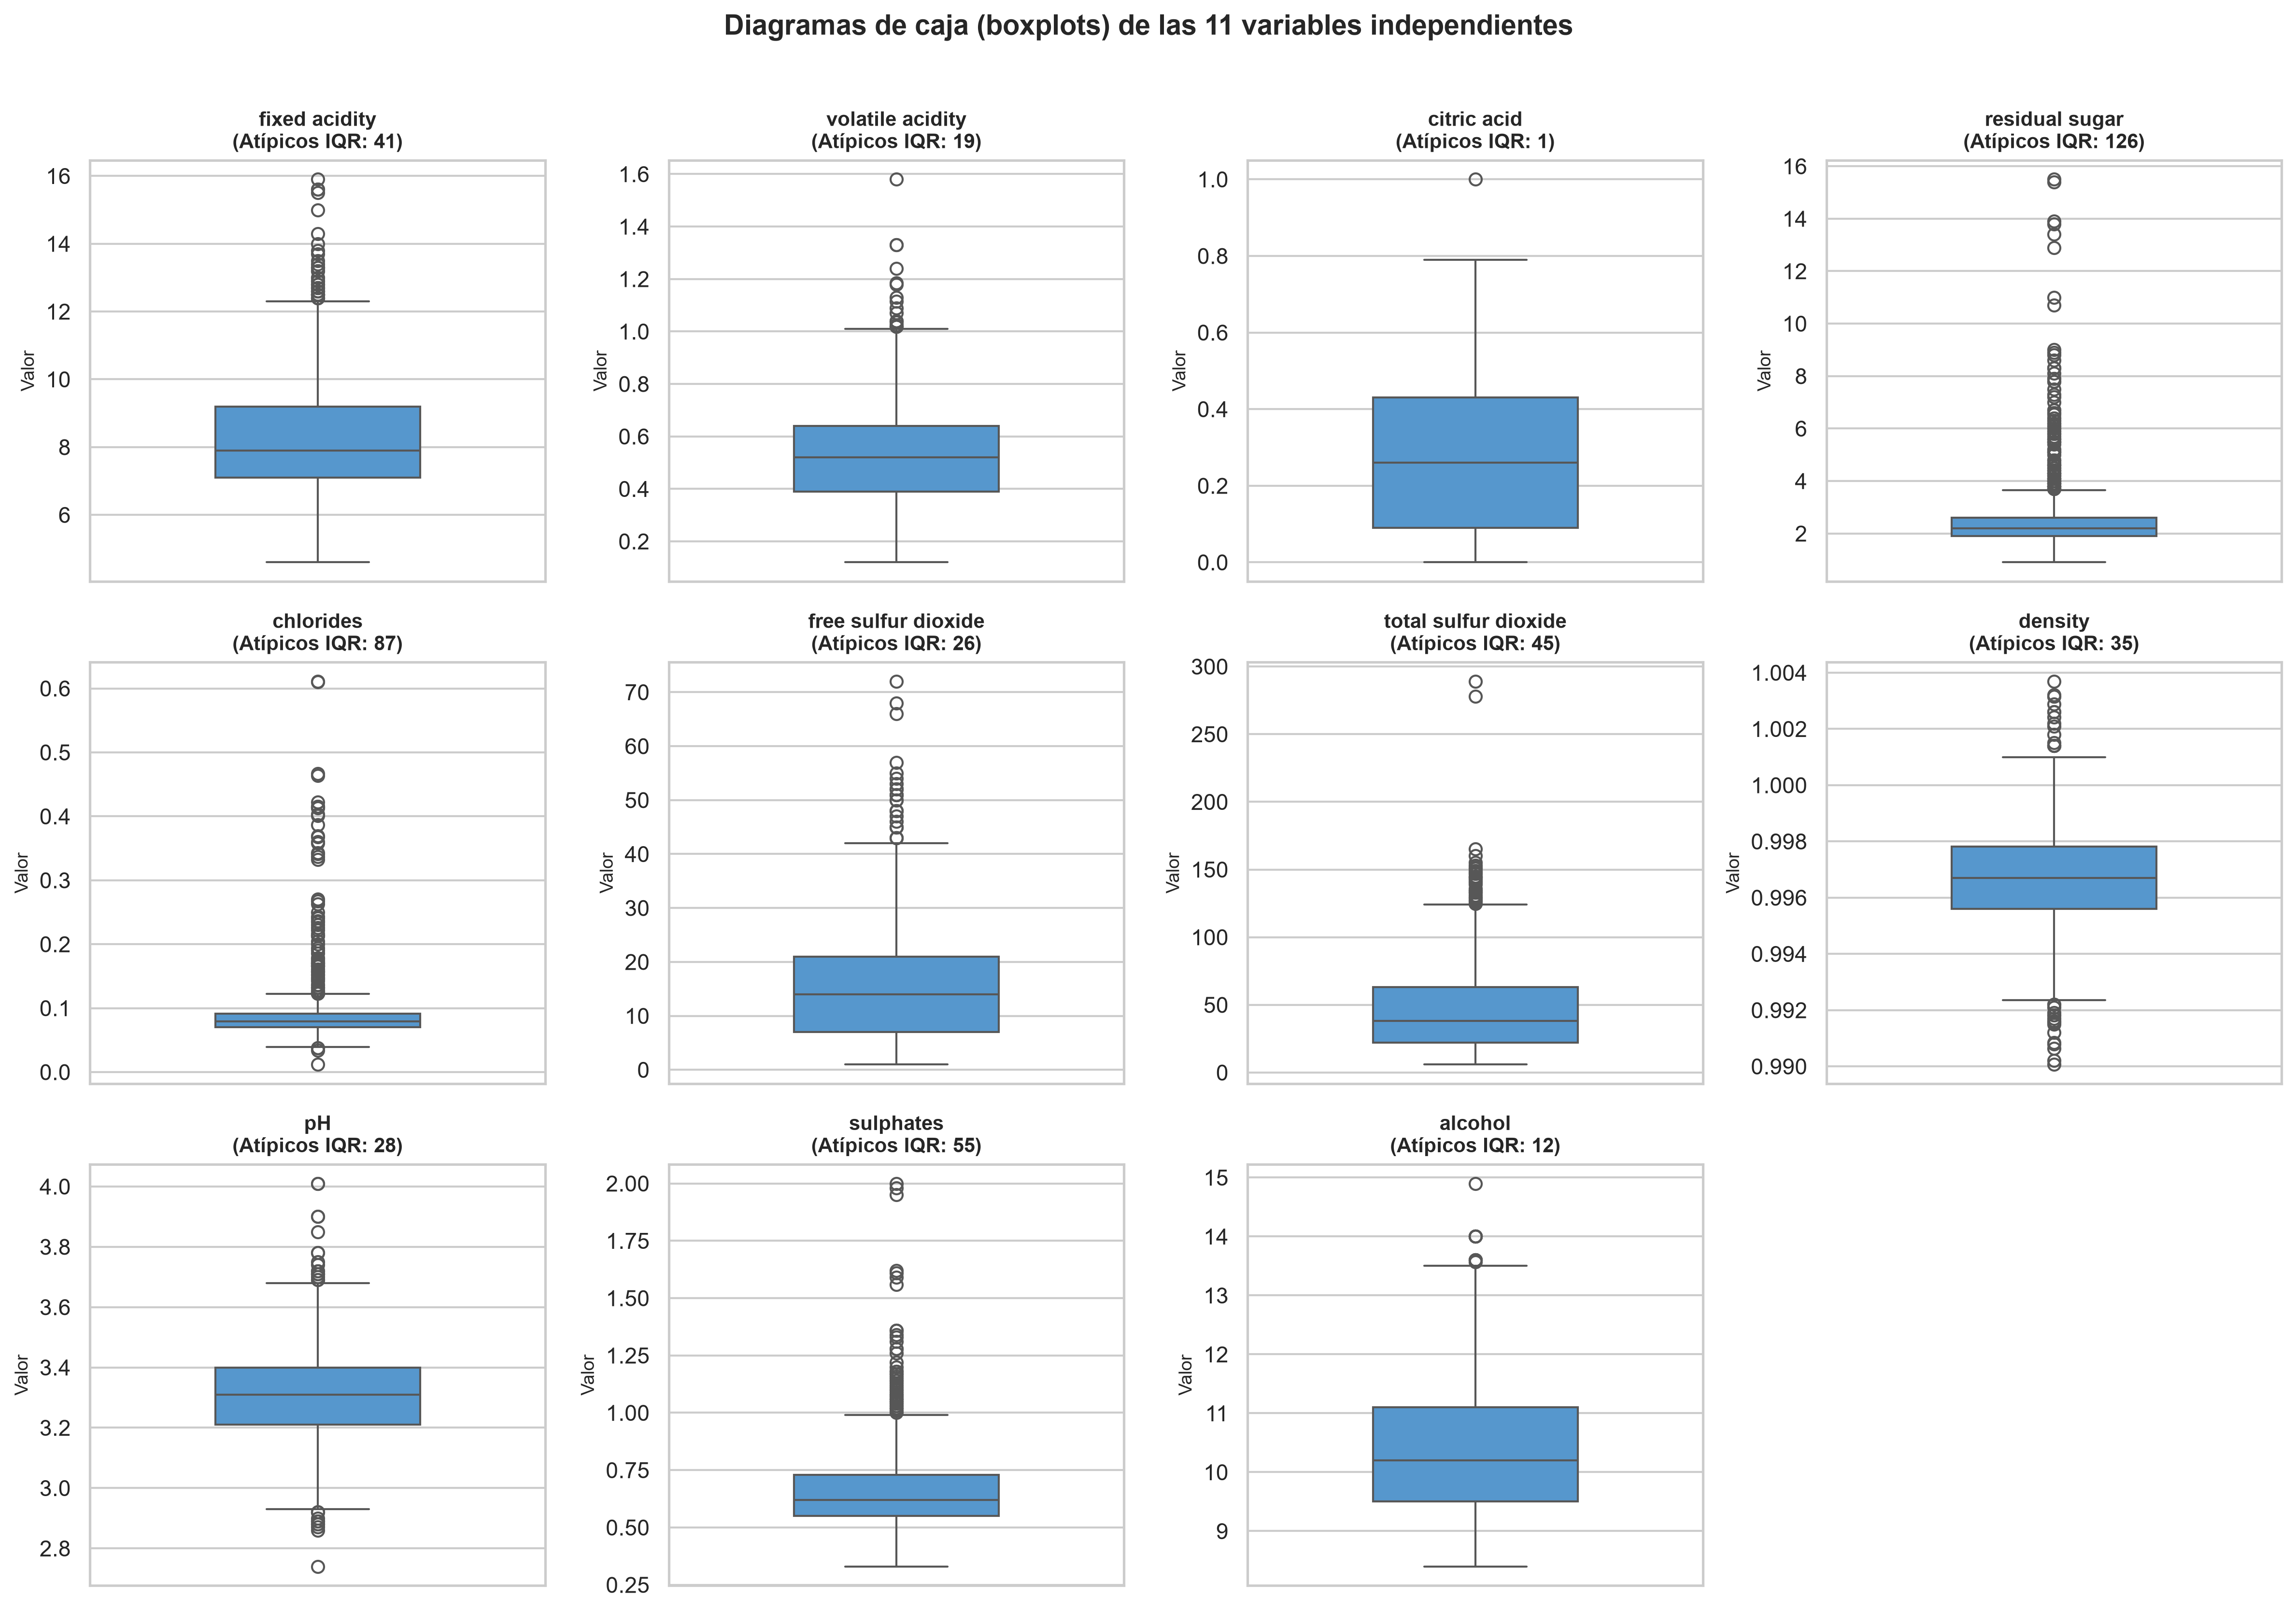 Diagramas de caja (boxplots) de las 11 variables independientes
fixed acidity
(Atípicos IQR: 41)
Valor
16
14
12
10
8
6
volatile acidity
(Atípicos IQR: 19)
Valor
1.6
1.4
1.2
1.0
0.8
0.6
0.4
0.2
citric acid
(Atípicos IQR: 1)
Valor
1.0
0.8
0.6
0.4
0.2
0.0
residual sugar
(Atípicos IQR: 126)
Valor
16
14
12
10
8
6
4
2
chlorides
(Atípicos IQR: 87)
Valor
0.6
0.5
0.4
0.3
0.2
0.1
0.0
free sulfur dioxide
(Atípicos IQR: 26)
Valor
70
60
50
40
30
20
10
0
total sulfur dioxide
(Atípicos IQR: 45)
Valor
300
250
200
150
100
50
0
density
(Atípicos IQR: 35)
Valor
1.004
1.002
1.000
0.998
0.996
0.994
0.992
0.990
pH
(Atípicos IQR: 28)
Valor
4.0
3.8
3.6
3.4
3.2
3.0
2.8
sulphates
(Atípicos IQR: 55)
Valor
2.00
1.75
1.50
1.25
1.00
0.75
0.50
0.25
alcohol
(Atípicos IQR: 12)
Valor
15
14
13
12
11
10
9